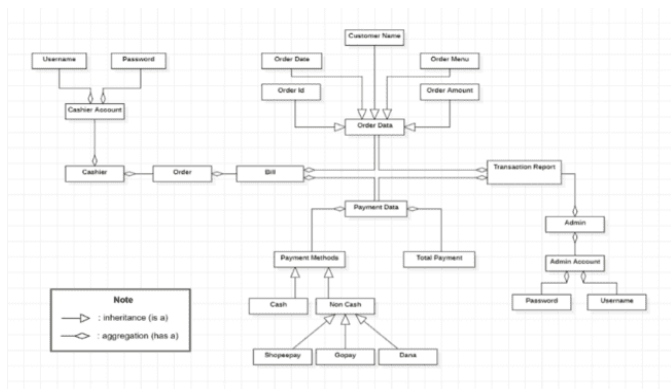 Customer Name
Username
Password
Order Date
Order Menu
Order Id
Order Amount
Cashier Account
Order Data
Cashier
Order
Bill
Transaction Report
Payment Data
Admin
Payment Methods
Total Payment
Admin Account
Cash
Non Cash
Password
Username
Note
: inheritance (is a)
: aggregation (has a)
Shopeepay
Gopay
Dana